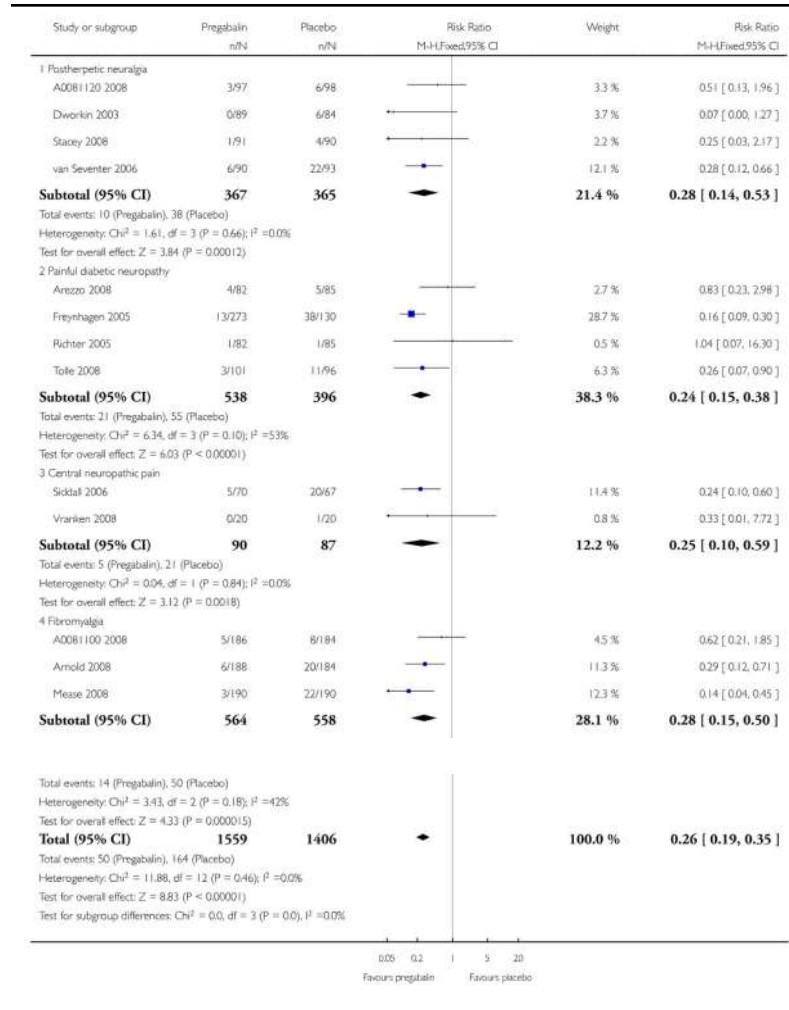 Study or subgroup Pregabalin Placebo Risk Ratio Weight Risk Ratio
n/N n/N M-H,Fixed,95% CI M-H,Fixed,95% CI
1 Postherpetic neuralgia
A0081120 2008 3/97 6/98 3.3 % 0.51 [ 0.13, 1.96 ]
Dworkin 2003 0/89 6/84 3.7 % 0.07 [ 0.00, 1.27 ]
Stacey 2008 1/91 4/90 2.2 % 0.25 [ 0.03, 2.17 ]
van Seventer 2006 6/90 22/93 12.1 % 0.28 [ 0.12, 0.66 ]
Subtotal (95% CI) 367 365 21.4 % 0.28 [ 0.14, 0.53 ]
Total events: 10 (Pregabalin), 38 (Placebo)
Heterogeneity: Chi² = 1.61, df = 3 (P = 0.66); I² =0.0%
Test for overall effect: Z = 3.84 (P = 0.00012)
2 Painful diabetic neuropathy
Arezzo 2008 4/82 5/85 2.7 % 0.83 [ 0.23, 2.98 ]
Freynhagen 2005 13/273 38/130 28.7 % 0.16 [ 0.09, 0.30 ]
Richter 2005 1/82 1/85 0.5 % 1.04 [ 0.07, 16.30 ]
Tolle 2008 3/101 11/96 6.3 % 0.26 [ 0.07, 0.90 ]
Subtotal (95% CI) 538 396 38.3 % 0.24 [ 0.15, 0.38 ]
Total events: 21 (Pregabalin), 55 (Placebo)
Heterogeneity: Chi² = 6.34, df = 3 (P = 0.10); I² =53%
Test for overall effect: Z = 6.03 (P < 0.00001)
3 Central neuropathic pain
Siddall 2006 5/70 20/67 11.4 % 0.24 [ 0.10, 0.60 ]
Vranken 2008 0/20 1/20 0.8 % 0.33 [ 0.01, 7.72 ]
Subtotal (95% CI) 90 87 12.2 % 0.25 [ 0.10, 0.59 ]
Total events: 5 (Pregabalin), 21 (Placebo)
Heterogeneity: Chi² = 0.04, df = 1 (P = 0.84); I² =0.0%
Test for overall effect: Z = 3.12 (P = 0.0018)
4 Fibromyalgia
A0081100 2008 5/186 8/184 4.5 % 0.62 [ 0.21, 1.85 ]
Arnold 2008 6/188 20/184 11.3 % 0.29 [ 0.12, 0.71 ]
Mease 2008 3/190 22/190 12.3 % 0.14 [ 0.04, 0.45 ]
Subtotal (95% CI) 564 558 28.1 % 0.28 [ 0.15, 0.50 ]
Total events: 14 (Pregabalin), 50 (Placebo)
Heterogeneity: Chi² = 3.43, df = 2 (P = 0.18); I² =42%
Test for overall effect: Z = 4.33 (P = 0.000015)
Total (95% CI) 1559 1406 100.0 % 0.26 [ 0.19, 0.35 ]
Total events: 50 (Pregabalin), 164 (Placebo)
Heterogeneity: Chi² = 11.88, df = 12 (P = 0.46); I² =0.0%
Test for overall effect: Z = 8.83 (P < 0.00001)
Test for subgroup differences: Chi² = 0.0, df = 3 (P = 0.0), I² =0.0%
0.05 0.2 1 5 20
Favours pregabalin Favours placebo